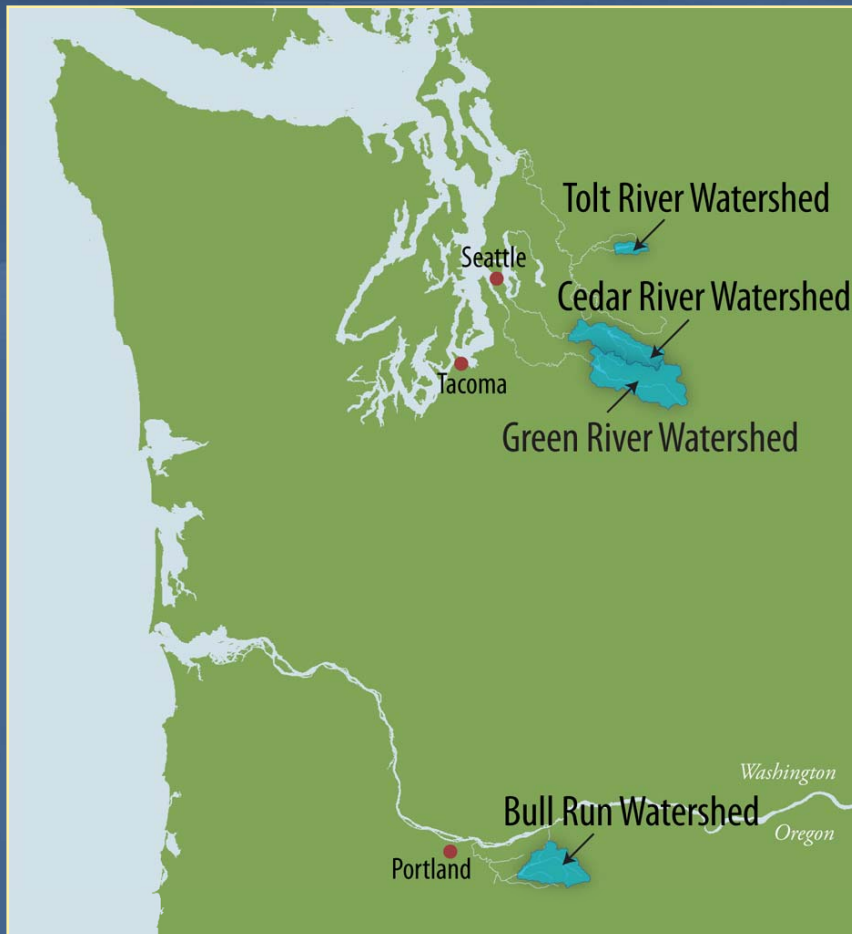 Tolt River Watershed
Seattle
Cedar River Watershed
Tacoma
Green River Watershed
Washington
Bull Run Watershed
Oregon
Portland